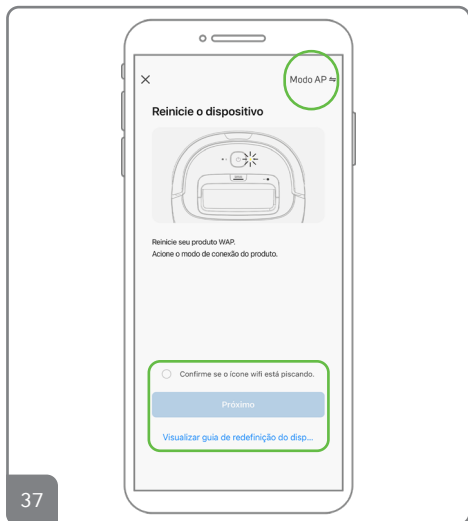 Modo AP ⇋
Reinicie o dispositivo
Reinicie seu produto WAP.
Acione o modo de conexão do produto.
Confirme se o ícone wifi está piscando.
Próximo
Visualizar guia de redefinição do disp...
37